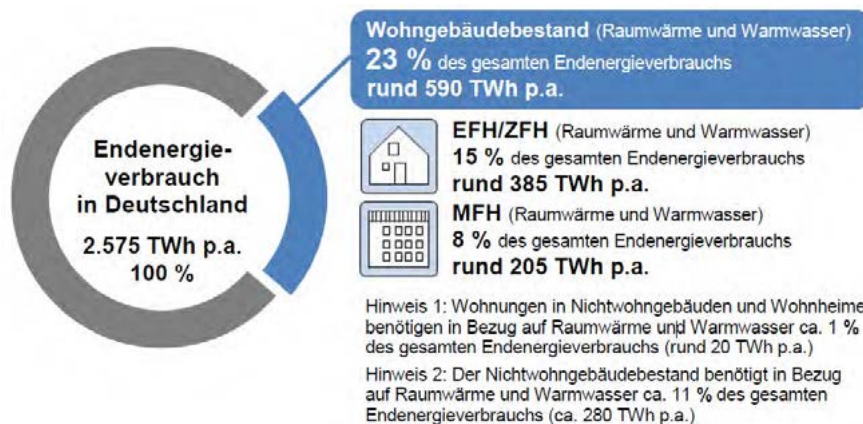 Endenergie-
verbrauch
in Deutschland
2.575 TWh p.a.
100 %
Wohngebäudebestand (Raumwärme und Warmwasser)
23 % des gesamten Endenergieverbrauchs
rund 590 TWh p.a.
EFH/ZFH (Raumwärme und Warmwasser)
15 % des gesamten Endenergieverbrauchs
rund 385 TWh p.a.
MFH (Raumwärme und Warmwasser)
8 % des gesamten Endenergieverbrauchs
rund 205 TWh p.a.
Hinweis 1: Wohnungen in Nichtwohngebäuden und Wohnheime
benötigen in Bezug auf Raumwärme und Warmwasser ca. 1 %
des gesamten Endenergieverbrauchs (rund 20 TWh p.a.)
Hinweis 2: Der Nichtwohngebäudebestand benötigt in Bezug
auf Raumwärme und Warmwasser ca. 11 % des gesamten
Endenergieverbrauchs (ca. 280 TWh p.a.)